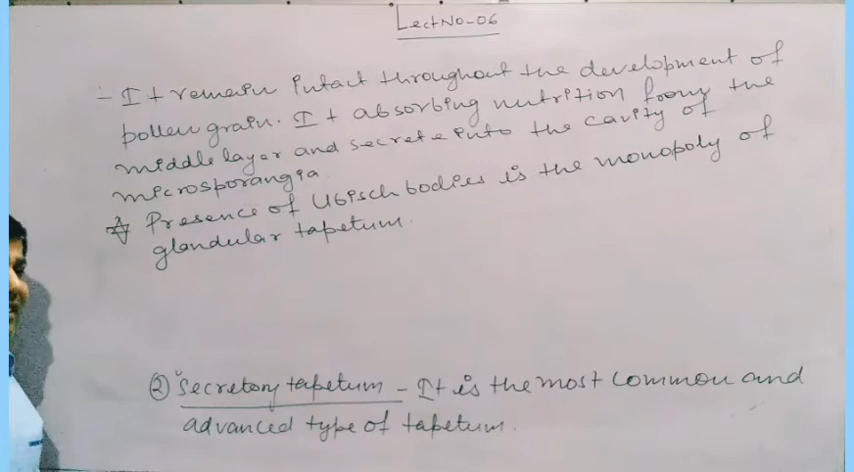 Lect No-06
- It remain intact throughout the development of
pollen grain. It absorbing nutrition from the
middle layer and secrete into the cavity of
microsporangia
Presence of Ubisch bodies is the monopoly of
glandular tapetum.
② Secretory tapetum - It is the most common and
advanced type of tapetum.